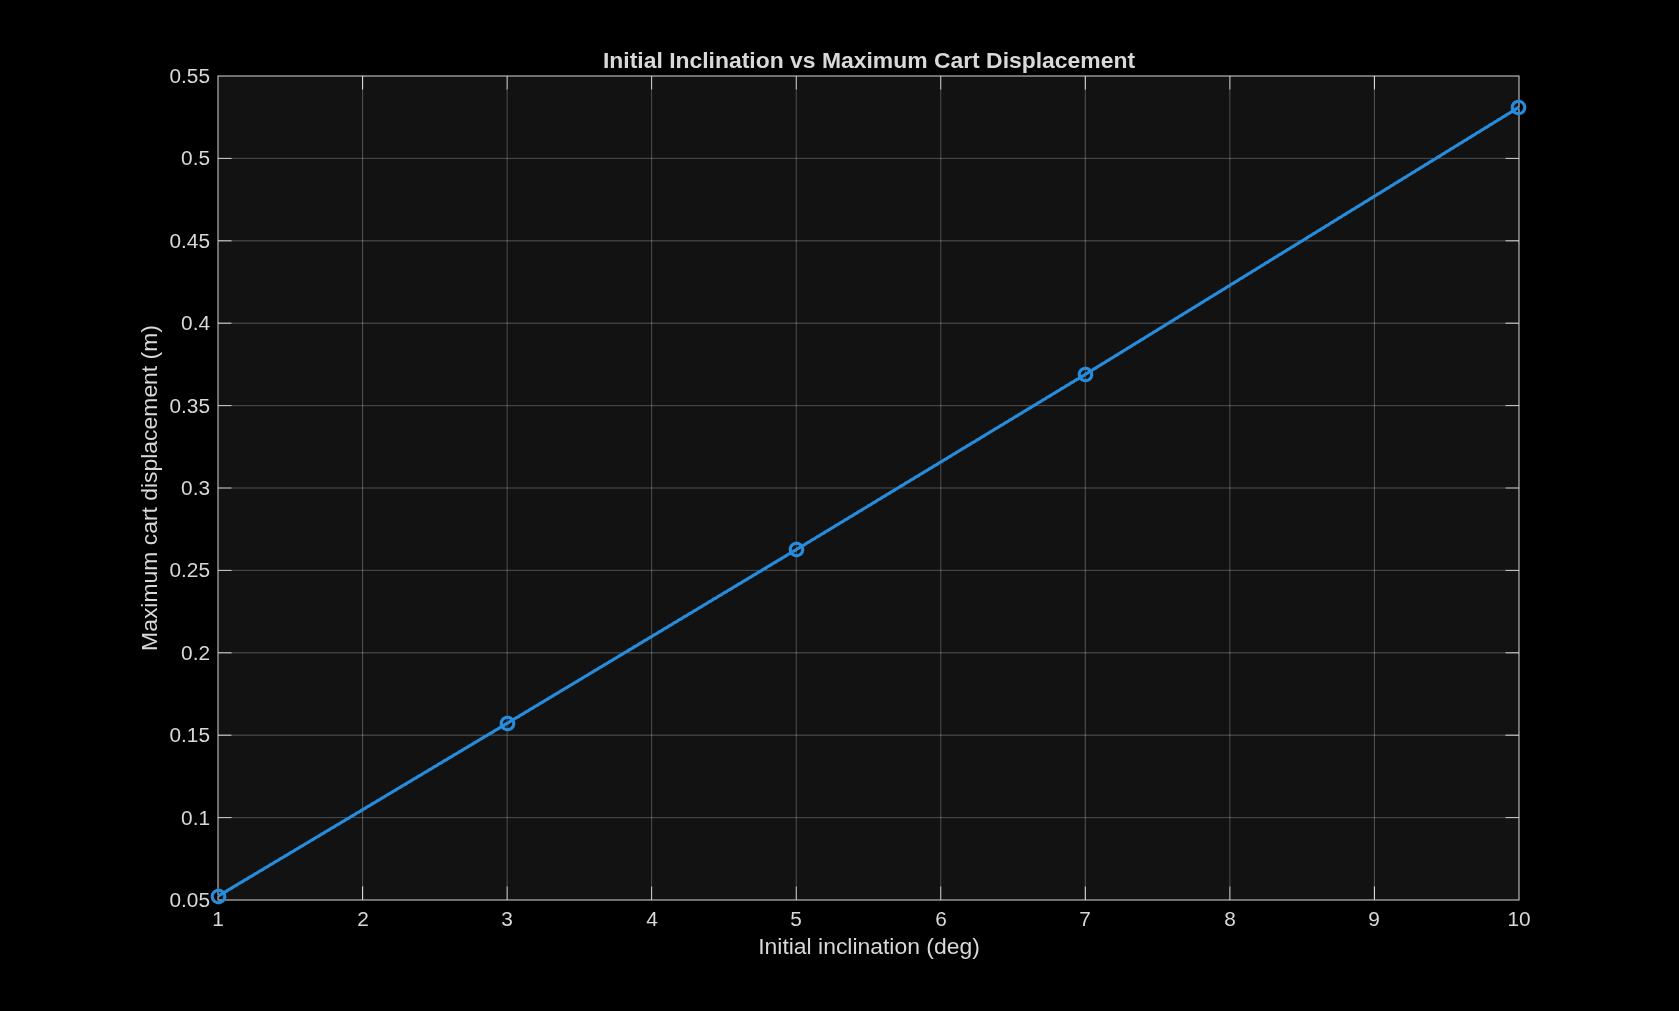 Initial Inclination vs Maximum Cart Displacement
0.55
0.5
0.45
0.4
0.35
0.3
0.25
0.2
0.15
0.1
0.05
Maximum cart displacement (m)
1 2 3 4 5 6 7 8 9 10
Initial inclination (deg)